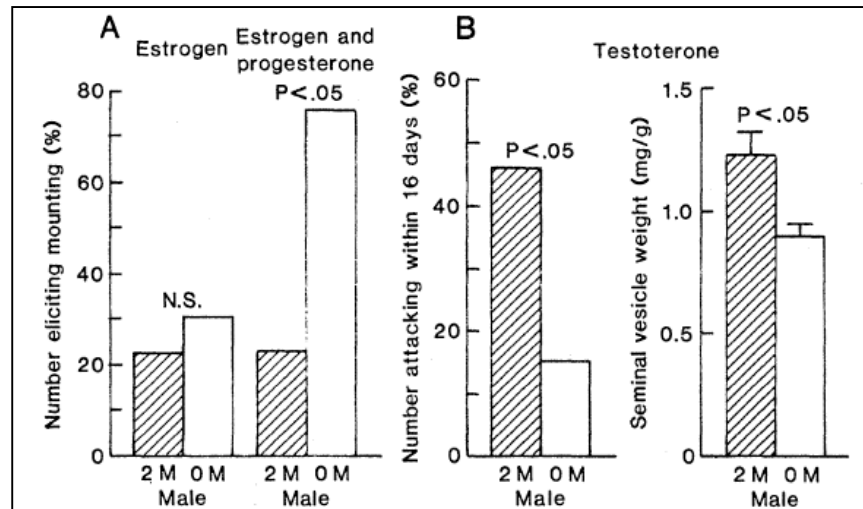 A
Estrogen
Estrogen and
progesterone
P<.05
N.S.
Number eliciting mounting (%)
80
60
40
20
0
2 M 0 M
Male
2 M 0 M
Male
B
Testoterone
P<.05
Number attacking within 16 days (%)
60
40
20
0
2 M 0 M
Male
P<.05
Seminal vesicle weight (mg/g)
1.5
1.0
0.5
0
2 M 0 M
Male